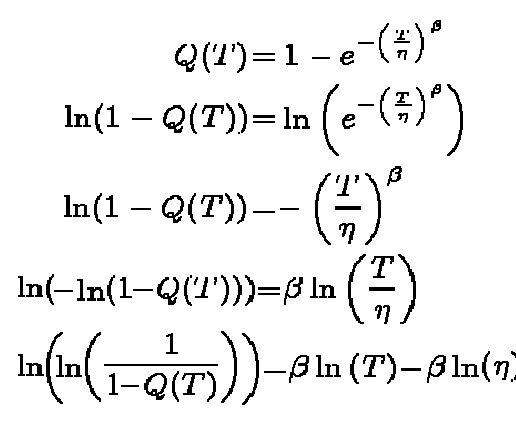 Q(T) = 1 − e^{−(T/η)^β}
ln(1 − Q(T)) = ln(e^{−(T/η)^β})
ln(1 − Q(T)) = −(T/η)^β
ln(−ln(1−Q(T))) = β ln(T/η)
ln(ln(1/(1−Q(T)))) = β ln(T) − β ln(η)